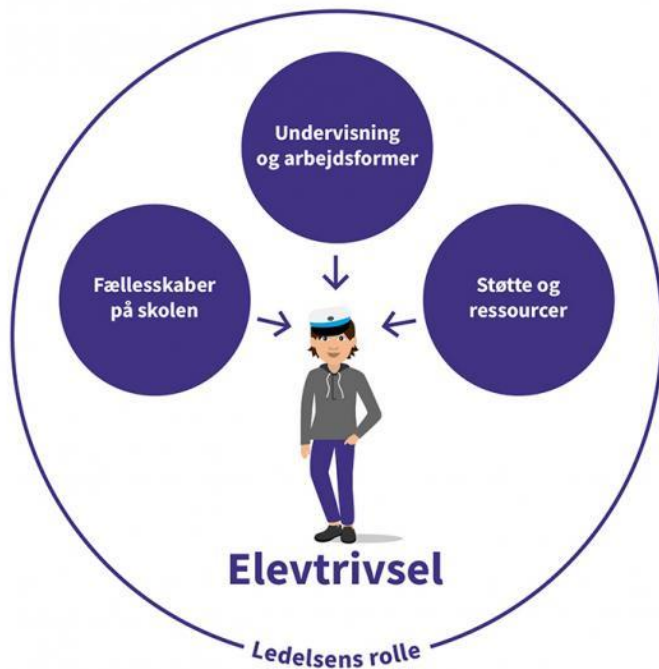 Undervisning
og arbejdsformer
Fællesskaber
på skolen
Støtte og
ressourcer
Elevtrivsel
Ledelsens rolle